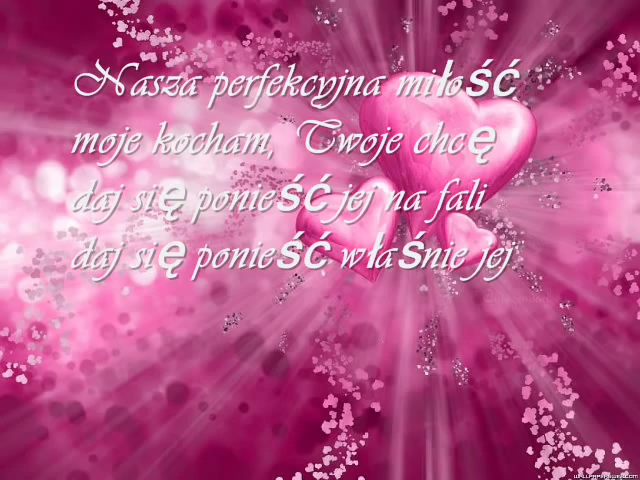 Nasza perfekcyjna miłość
moje kocham, Twoje chcę
daj się ponieść jej na fali
daj się ponieść właśnie jej